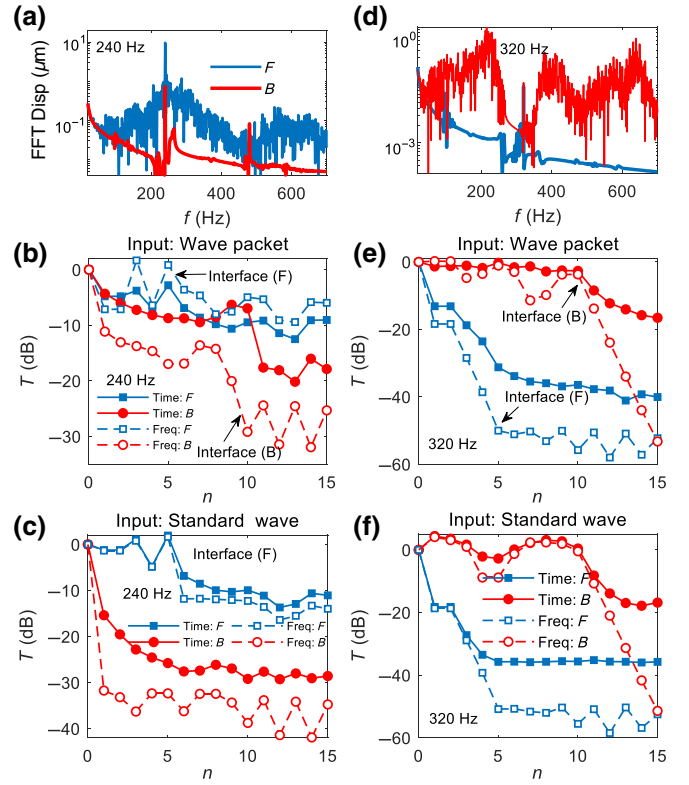 (a)
240 Hz
F
B
10¹
10⁻¹
FFT Disp (μm)
200
400
600
f (Hz)
(d)
320 Hz
10⁰
10⁻³
200
400
600
f (Hz)
(b)
Input: Wave packet
Interface (F)
0
−10
−20
−30
T (dB)
240 Hz
Time: F
Time: B
Freq: F
Freq: B
Interface (B)
0
5
10
15
n
(e)
Input: Wave packet
0
−20
−40
−60
T (dB)
Interface (B)
Interface (F)
320 Hz
0
5
10
15
n
(c)
Input: Standard wave
Interface (F)
0
−10
−20
−30
−40
T (dB)
240 Hz
Time: F
Freq: F
Time: B
Freq: B
0
5
10
15
n
(f)
Input: Standard wave
0
−20
−40
−60
T (dB)
Time: F
Time: B
Freq: F
Freq: B
320 Hz
0
5
10
15
n